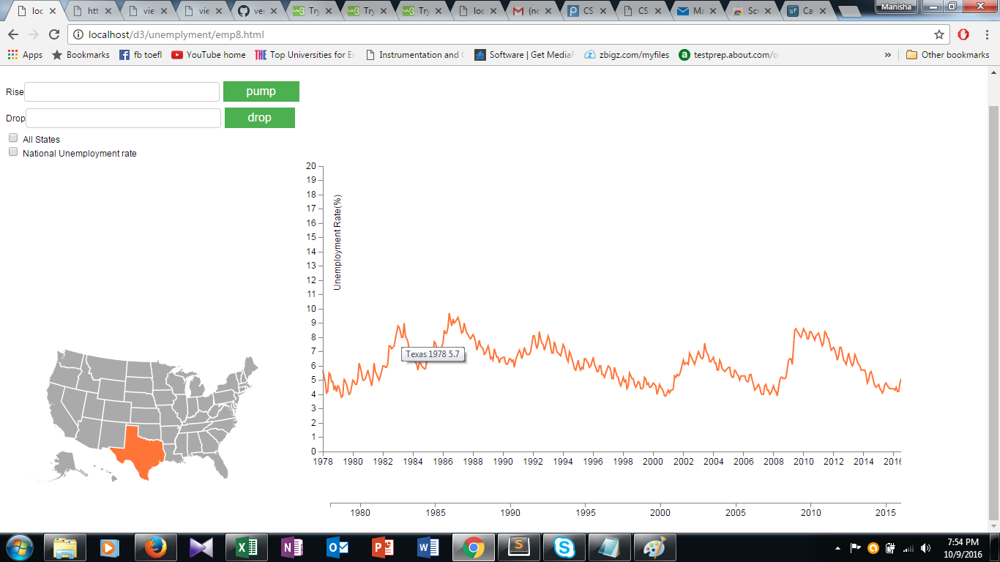 loc
htt
vie
vie
ver
Try
Try
Try
loc
M (no
CS
CS
Ma
Scr
sf Ca
Manisha
localhost/d3/unemplyment/emp8.html
Apps
Bookmarks
fb toefl
YouTube home
THE Top Universities for En
Instrumentation and C
Software | Get MediaP
zbigz.com/myfiles
testprep.about.com/o
»
Other bookmarks
Rise
pump
Drop
drop
All States
National Unemployment rate
20
19
18
17
16
15
14
13
12
11
10
9
8
7
6
5
4
3
2
1
0
Unemployment Rate(%)
Texas 1978 5.7
1978 1980 1982 1984 1986 1988 1990 1992 1994 1996 1998 2000 2002 2004 2006 2008 2010 2012 2014 2016
1980 1985 1990 1995 2000 2005 2010 2015
7:54 PM
10/9/2016